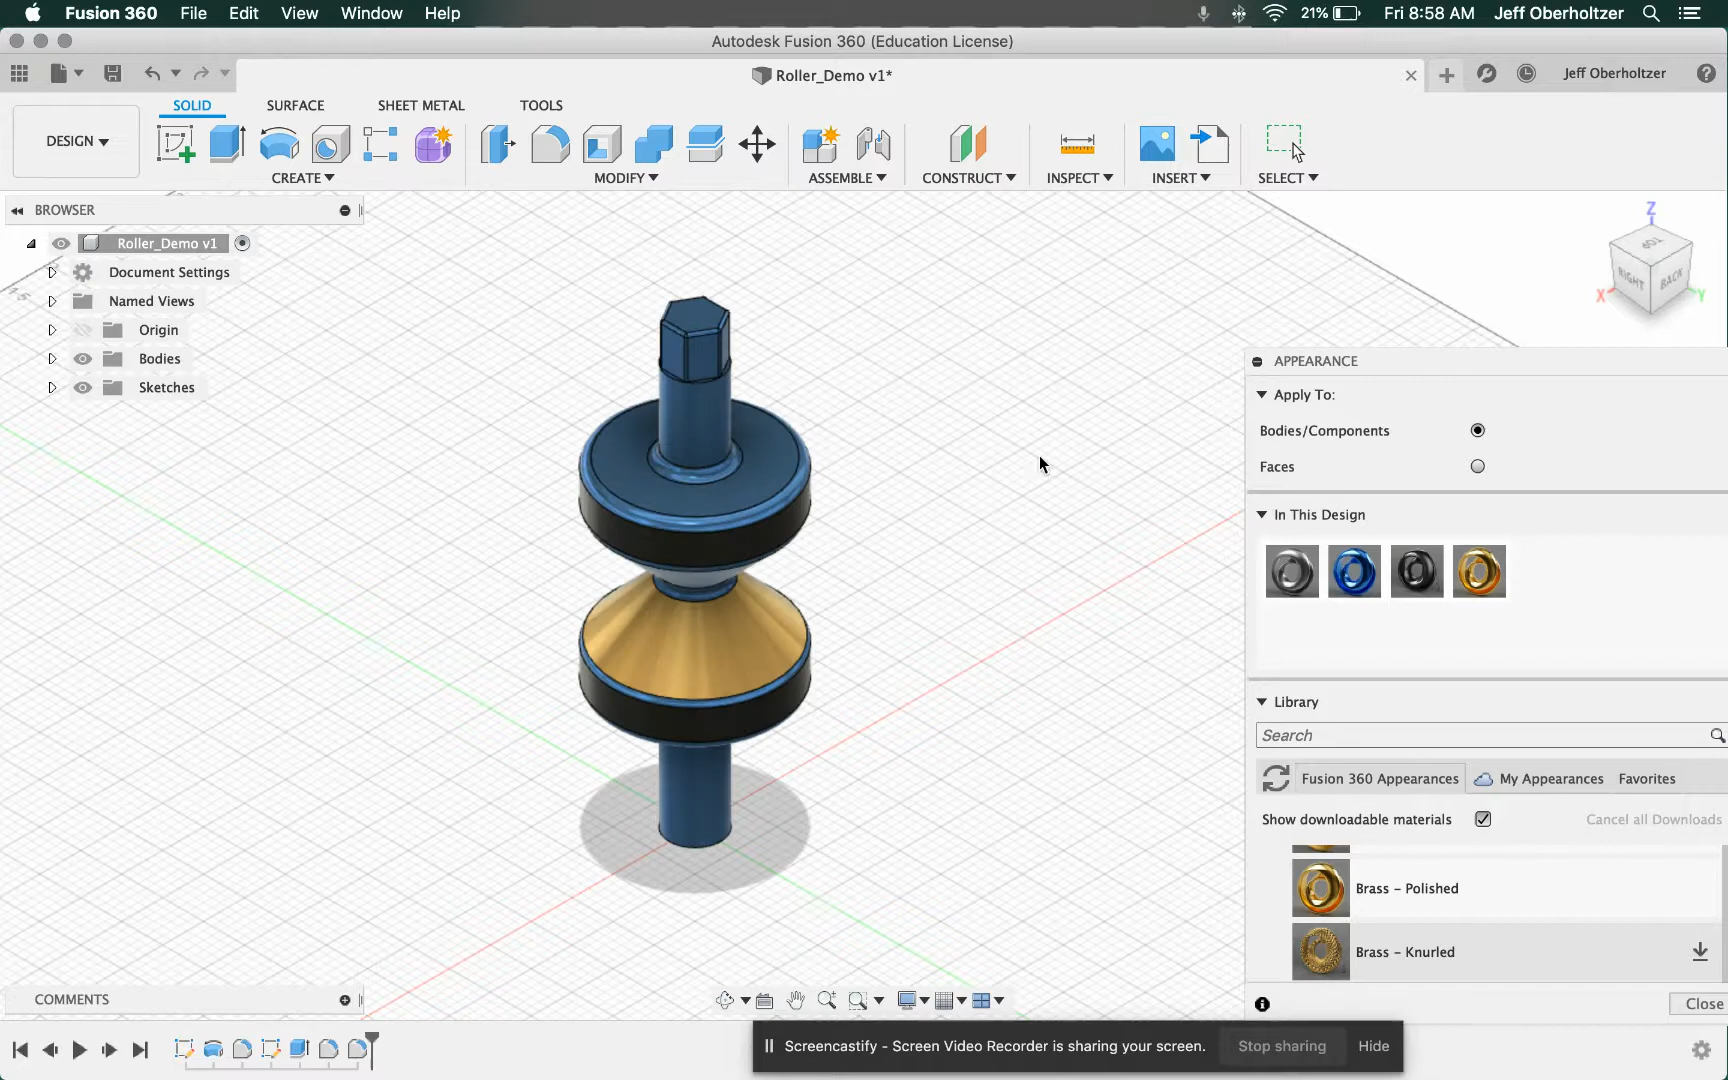 Fusion 360 File Edit View Window Help 21% Fri 8:58 AM Jeff Oberholtzer
Autodesk Fusion 360 (Education License)
Roller_Demo v1* Jeff Oberholtzer
SOLID SURFACE SHEET METAL TOOLS
DESIGN
CREATE MODIFY ASSEMBLE CONSTRUCT INSPECT INSERT SELECT
BROWSER
Roller_Demo v1
Document Settings
Named Views
Origin
Bodies
Sketches
Z
TOP
RIGHT BACK
X Y
APPEARANCE
Apply To:
Bodies/Components
Faces
In This Design
Library
Search
Fusion 360 Appearances My Appearances Favorites
Show downloadable materials Cancel all Downloads
Brass - Polished
Brass - Knurled
Close
COMMENTS
Screencastify - Screen Video Recorder is sharing your screen. Stop sharing Hide